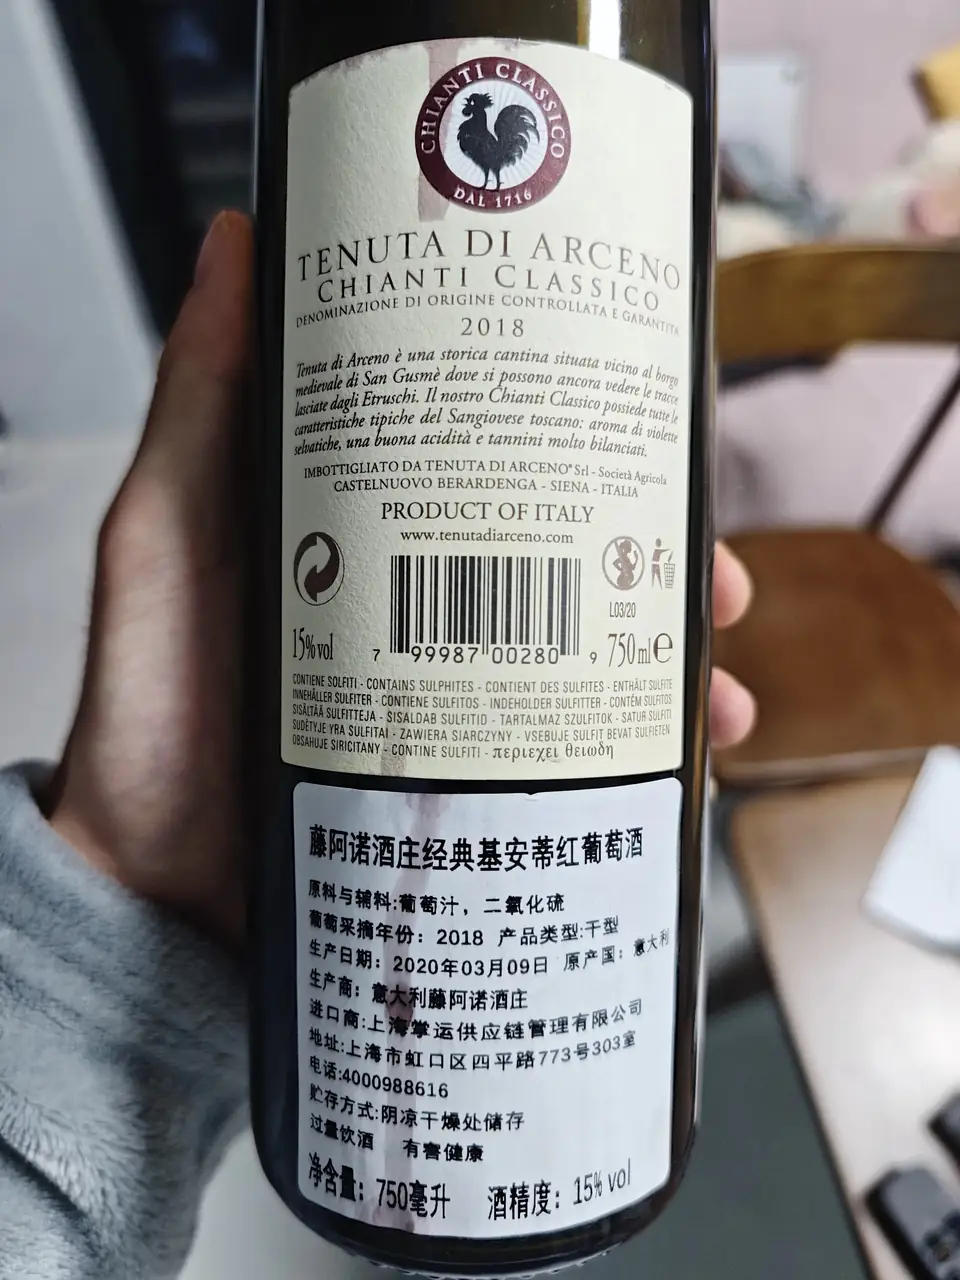 CHIANTI CLASSICO
DAL 1716
TENUTA DI ARCENO
CHIANTI CLASSICO
DENOMINAZIONE DI ORIGINE CONTROLLATA E GARANTITA
2018
Tenuta di Arceno è una storica cantina situata vicino al borgo
medievale di San Gusmè dove si possono ancora vedere le tracce
lasciate dagli Etruschi. Il nostro Chianti Classico possiede tutte le
caratteristiche tipiche del Sangiovese toscano: aroma di violette
selvatiche, una buona acidità e tannini molto bilanciati.
IMBOTTIGLIATO DA TENUTA DI ARCENO® Srl - Società Agricola
CASTELNUOVO BERARDENGA - SIENA - ITALIA
PRODUCT OF ITALY
www.tenutadiarceno.com
L03/20
15% vol 7 99987 00280 9 750 ml e
CONTIENE SOLFITI - CONTAINS SULPHITES - CONTIENT DES SULFITES - ENTHÄLT SULFITE
INNEHÅLLER SULFITER - CONTIENE SULFITOS - INDEHOLDER SULFITTER - CONTÉM SULFITOS
SISÄLTÄÄ SULFIITTEJA - SISALDAB SULFITID - TARTALMAZ SZULFITOK - SATUR SULFITI
SUDĖTYJE YRA SULFITAI - ZAWIERA SIARCZYNY - VSEBUJE SULFIT BEVAT SULFIETEN
OBSAHUJE SIRICITANY - CONTINE SULFITI - περιεχει θειωδη
藤阿诺酒庄经典基安蒂红葡萄酒
原料与辅料:葡萄汁，二氧化硫
葡萄采摘年份：2018 产品类型:干型
生产日期：2020年03月09日 原产国：意大利
生产商：意大利藤阿诺酒庄
进口商:上海掌运供应链管理有限公司
地址:上海市虹口区四平路773号303室
电话:4000988616
贮存方式:阴凉干燥处储存
过量饮酒 有害健康
净含量：750毫升 酒精度：15% vol